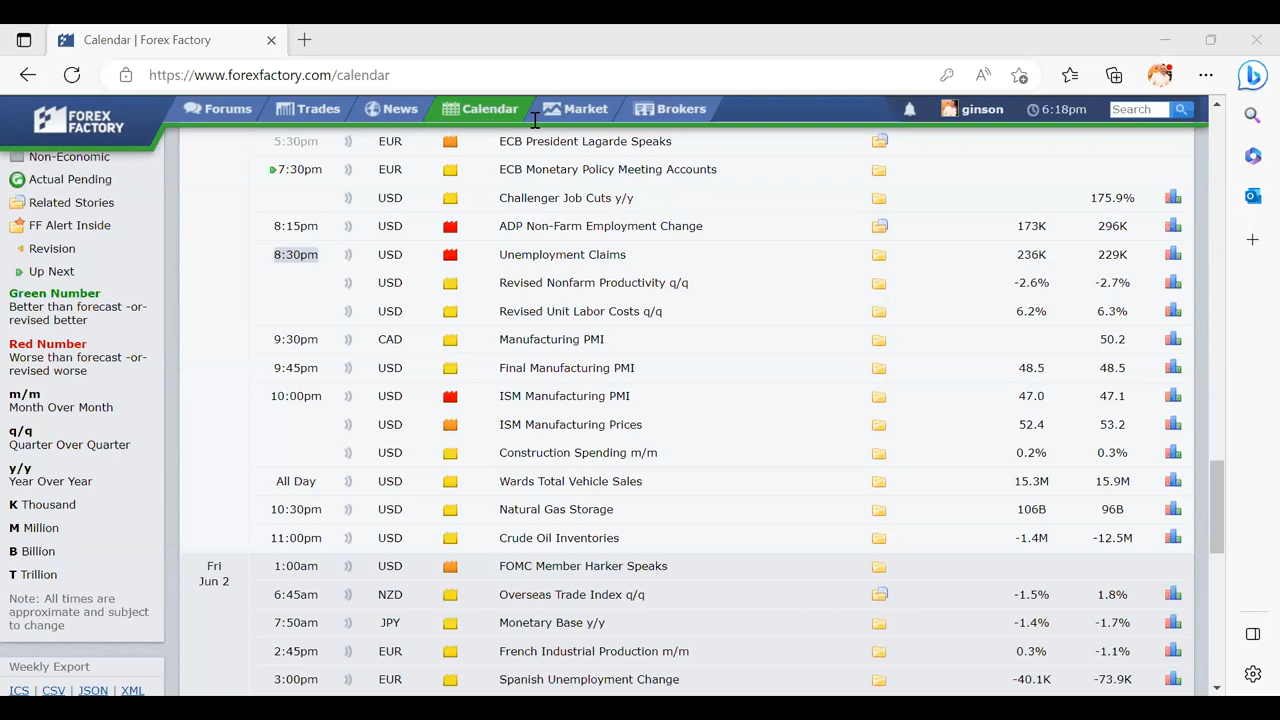 Calendar | Forex Factory
https://www.forexfactory.com/calendar
FOREX FACTORY
Forums Trades News Calendar Market Brokers ginson 6:18pm Search
Non-Economic
Actual Pending
Related Stories
FF Alert Inside
Revision
Up Next
Green Number
Better than forecast -or-
revised better
Red Number
Worse than forecast -or-
revised worse
m/m
Month Over Month
q/q
Quarter Over Quarter
y/y
Year Over Year
K Thousand
M Million
B Billion
T Trillion
Note: All times are
approximate and subject
to change
Weekly Export
ICS | CSV | JSON | XML
5:30pm EUR ECB President Lagarde Speaks
7:30pm EUR ECB Monetary Policy Meeting Accounts
USD Challenger Job Cuts y/y 175.9%
8:15pm USD ADP Non-Farm Employment Change 173K 296K
8:30pm USD Unemployment Claims 236K 229K
USD Revised Nonfarm Productivity q/q -2.6% -2.7%
USD Revised Unit Labor Costs q/q 6.2% 6.3%
9:30pm CAD Manufacturing PMI 50.2
9:45pm USD Final Manufacturing PMI 48.5 48.5
10:00pm USD ISM Manufacturing PMI 47.0 47.1
USD ISM Manufacturing Prices 52.4 53.2
USD Construction Spending m/m 0.2% 0.3%
All Day USD Wards Total Vehicle Sales 15.3M 15.9M
10:30pm USD Natural Gas Storage 106B 96B
11:00pm USD Crude Oil Inventories -1.4M -12.5M
Fri Jun 2 1:00am USD FOMC Member Harker Speaks
6:45am NZD Overseas Trade Index q/q -1.5% 1.8%
7:50am JPY Monetary Base y/y -1.4% -1.7%
2:45pm EUR French Industrial Production m/m 0.3% -1.1%
3:00pm EUR Spanish Unemployment Change -40.1K -73.9K